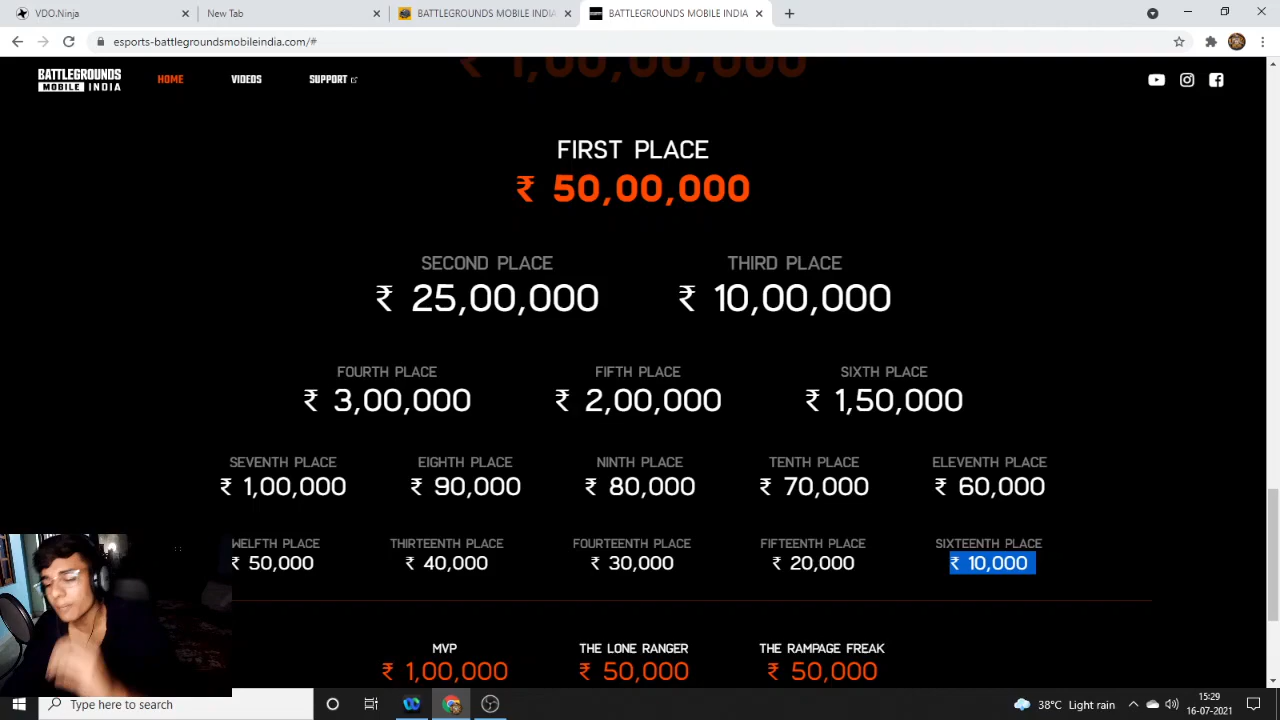 VDO.Ninja
New Tab
BATTLEGROUNDS MOBILE INDIA
BATTLEGROUNDS MOBILE INDIA
esports-battlegroundsmobileindia.com/#
BATTLEGROUNDS
MOBILE INDIA
HOME
VIDEOS
SUPPORT
₹ 1,00,00,000
FIRST PLACE
₹ 50,00,000
SECOND PLACE
THIRD PLACE
₹ 25,00,000
₹ 10,00,000
FOURTH PLACE
FIFTH PLACE
SIXTH PLACE
₹ 3,00,000
₹ 2,00,000
₹ 1,50,000
SEVENTH PLACE
EIGHTH PLACE
NINTH PLACE
TENTH PLACE
ELEVENTH PLACE
₹ 1,00,000
₹ 90,000
₹ 80,000
₹ 70,000
₹ 60,000
WELFTH PLACE
THIRTEENTH PLACE
FOURTEENTH PLACE
FIFTEENTH PLACE
SIXTEENTH PLACE
₹ 50,000
₹ 40,000
₹ 30,000
₹ 20,000
₹ 10,000
MVP
THE LONE RANGER
THE RAMPAGE FREAK
₹ 1,00,000
₹ 50,000
₹ 50,000
Type here to search
38°C Light rain
15:29
16-07-2021